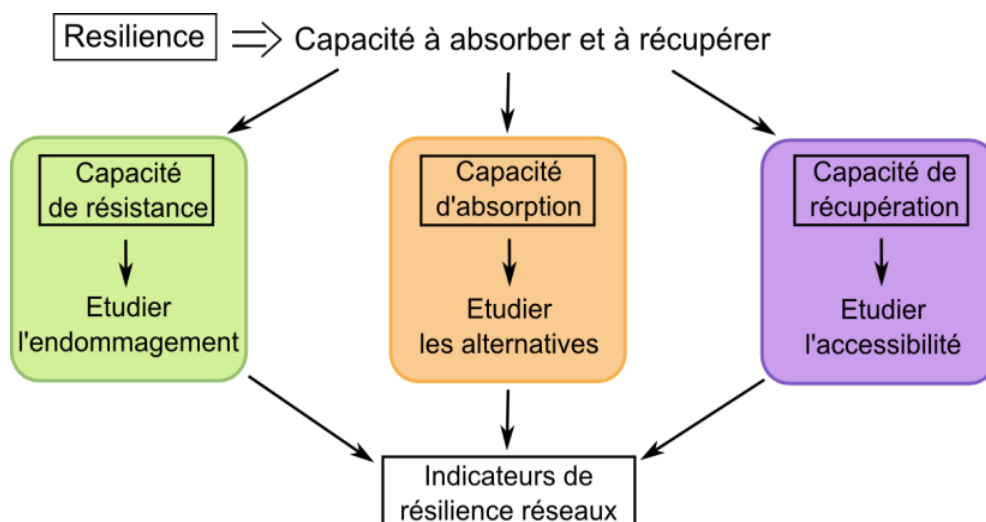 Resilience
Capacité à absorber et à récupérer
Capacité
de résistance
Etudier
l'endommagement
Capacité
d'absorption
Etudier
les alternatives
Capacité de
récupération
Etudier
l'accessibilité
Indicateurs de
résilience réseaux